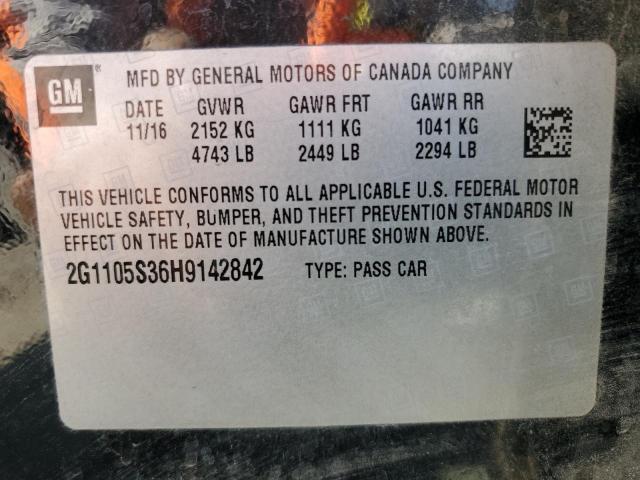 GM ® MFD BY GENERAL MOTORS OF CANADA COMPANY
DATE GVWR GAWR FRT GAWR RR
11/16 2152 KG 1111 KG 1041 KG
4743 LB 2449 LB 2294 LB
THIS VEHICLE CONFORMS TO ALL APPLICABLE U.S. FEDERAL MOTOR
VEHICLE SAFETY, BUMPER, AND THEFT PREVENTION STANDARDS IN
EFFECT ON THE DATE OF MANUFACTURE SHOWN ABOVE.
2G1105S36H9142842 TYPE: PASS CAR